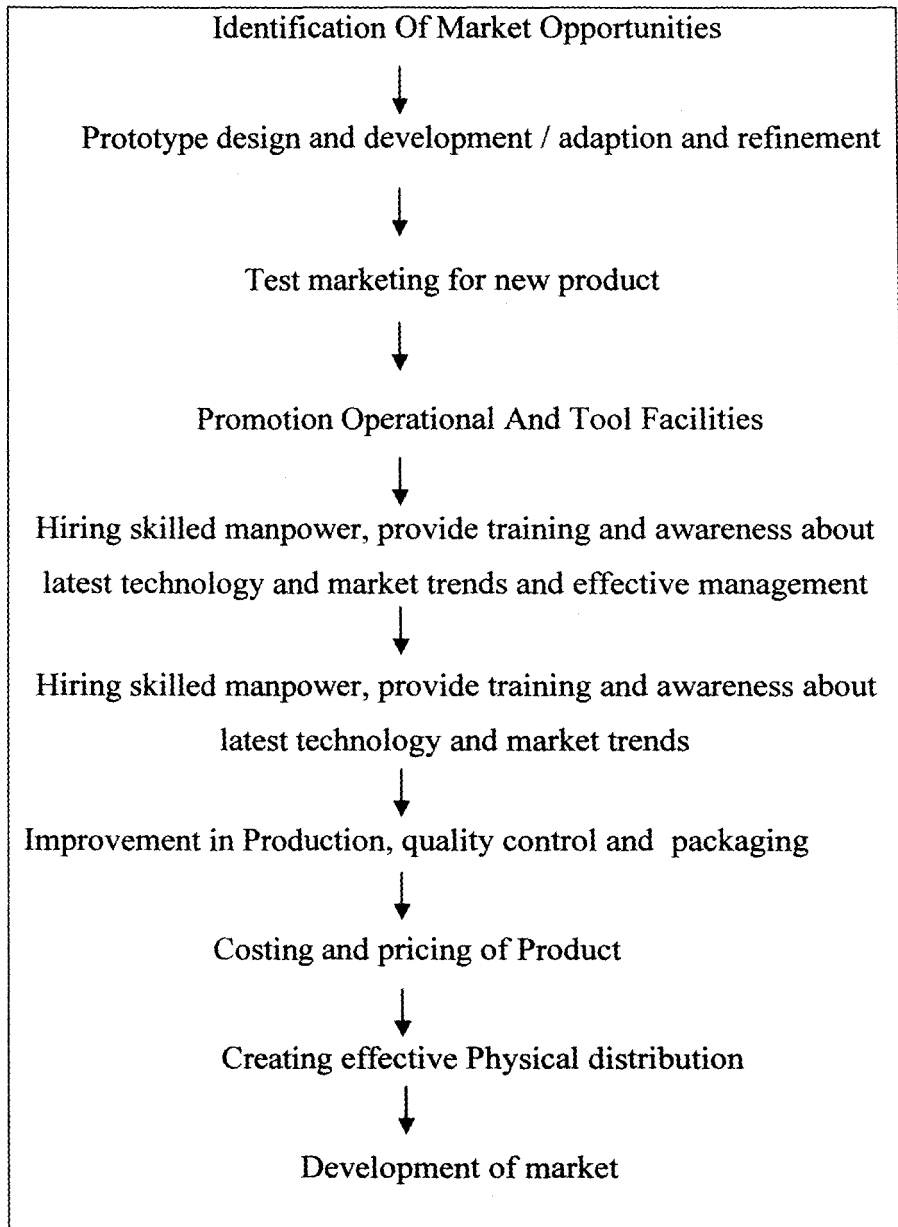 Identification Of Market Opportunities
Prototype design and development / adaption and refinement
Test marketing for new product
Promotion Operational And Tool Facilities
Hiring skilled manpower, provide training and awareness about
latest technology and market trends and effective management
Hiring skilled manpower, provide training and awareness about
latest technology and market trends
Improvement in Production, quality control and packaging
Costing and pricing of Product
Creating effective Physical distribution
Development of market